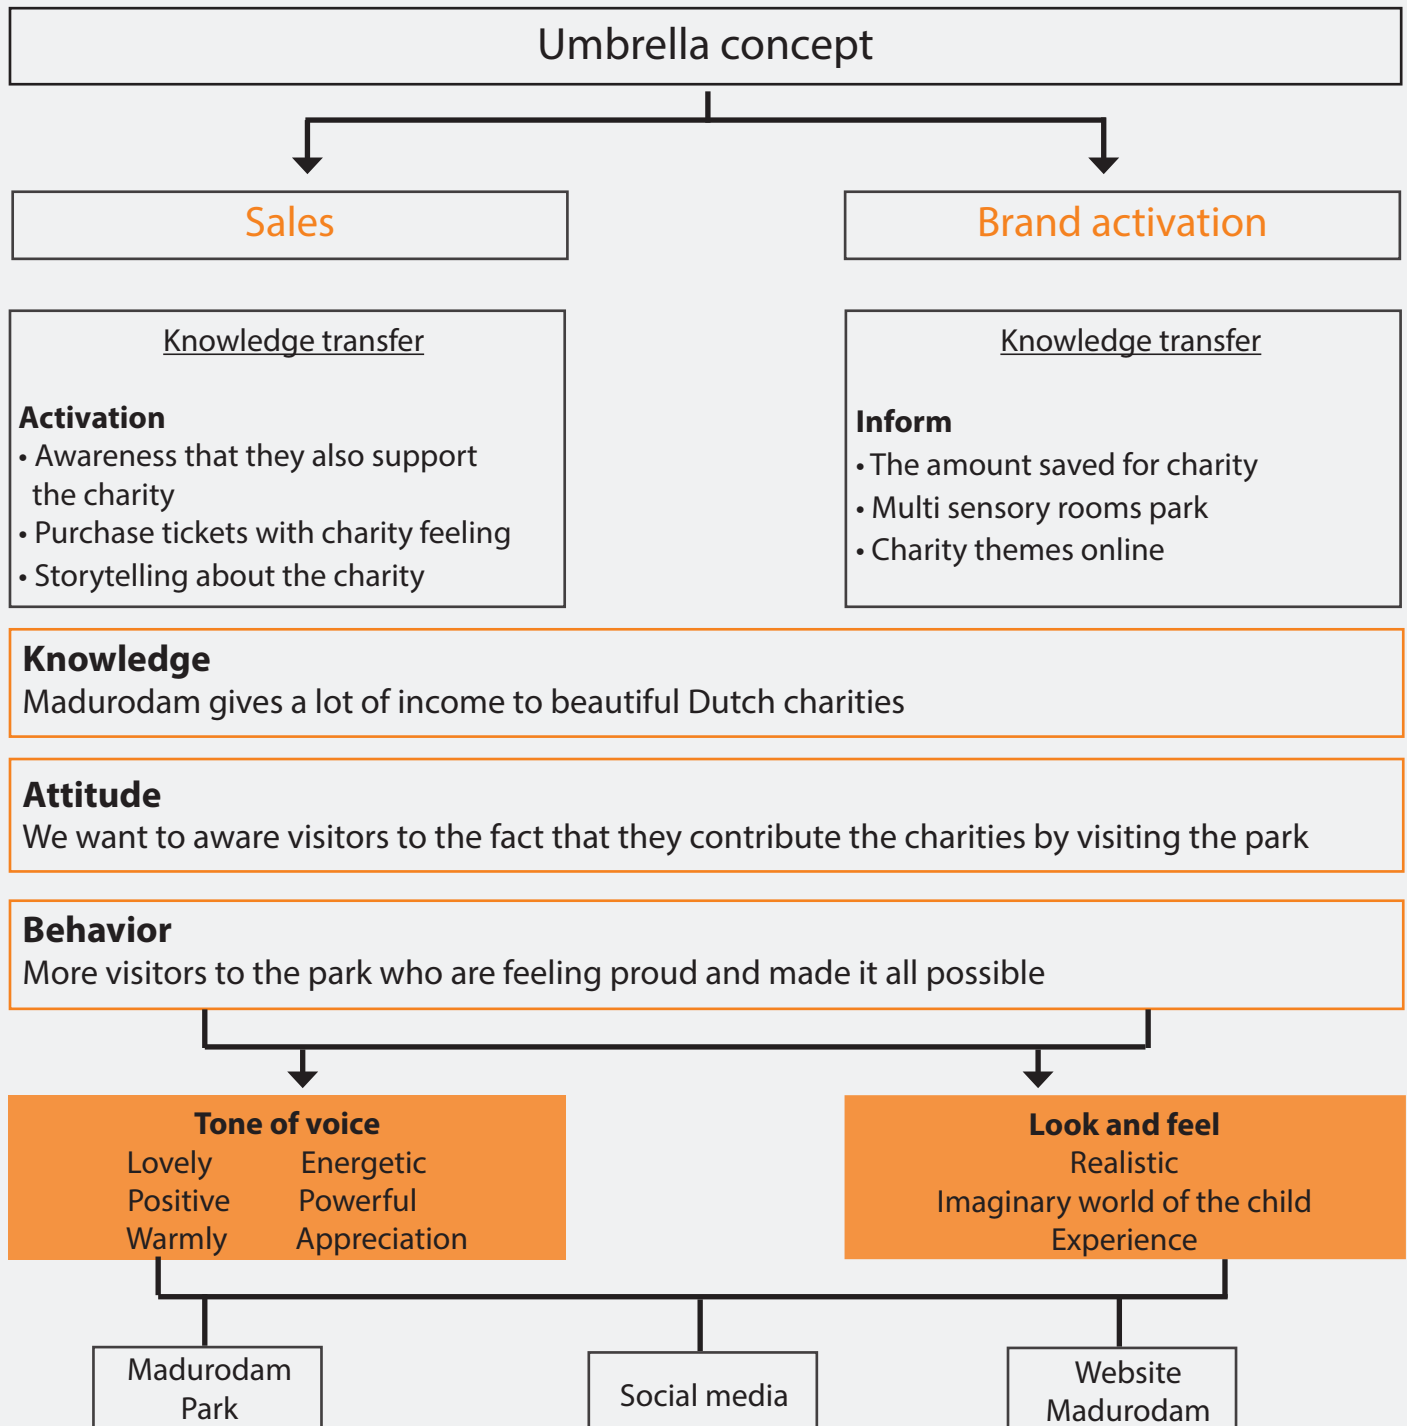 Umbrella concept
Sales
Brand activation
Knowledge transfer
Activation
• Awareness that they also support
the charity
• Purchase tickets with charity feeling
• Storytelling about the charity
Knowledge transfer
Inform
• The amount saved for charity
• Multi sensory rooms park
• Charity themes online
Knowledge
Madurodam gives a lot of income to beautiful Dutch charities
Attitude
We want to aware visitors to the fact that they contribute the charities by visiting the park
Behavior
More visitors to the park who are feeling proud and made it all possible
Tone of voice
Lovely Energetic
Positive Powerful
Warmly Appreciation
Look and feel
Realistic
Imaginary world of the child
Experience
Madurodam
Park
Social media
Website
Madurodam